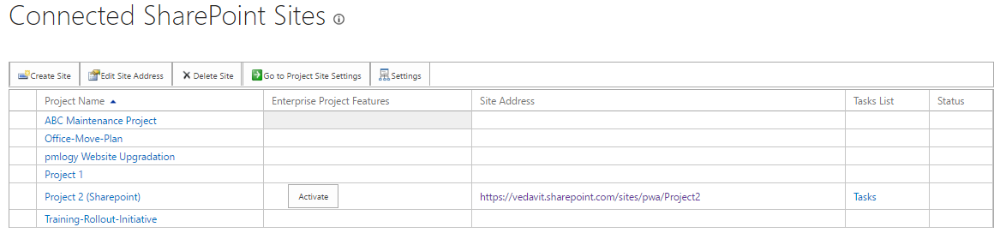 Connected SharePoint Sites
Create Site Edit Site Address Delete Site Go to Project Site Settings Settings
Project Name Enterprise Project Features Site Address Tasks List Status
ABC Maintenance Project
Office-Move-Plan
pmlogy Website Upgradation
Project 1
Project 2 (Sharepoint) Activate https://vedavit.sharepoint.com/sites/pwa/Project2 Tasks
Training-Rollout-Initiative